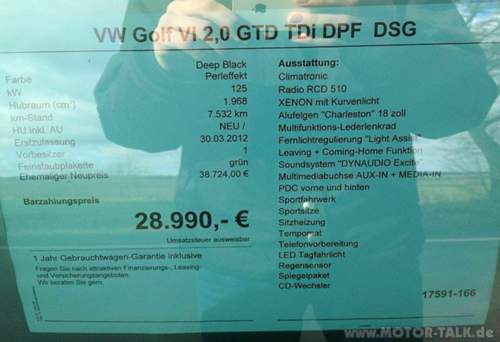 VW Golf VI 2,0 GTD TDi DPF DSG
Farbe Deep Black Perleffekt
kW 125
Hubraum (cm³) 1.968
km-Stand 7.532 km
HU inkl. AU NEU /
Erstzulassung 30.03.2012
Vorbesitzer 1
Feinstaubplakette grün
Ehemaliger Neupreis 38.724,00 €
Barzahlungspreis
28.990,- €
Umsatzsteuer ausweisbar
1 Jahr Gebrauchtwagen-Garantie inklusive
Fragen Sie nach attraktiven Finanzierungs-, Leasing
und Versicherungsangeboten.
Wir beraten Sie gern.
Ausstattung:
Climatronic
Radio RCD 510
XENON mit Kurvenlicht
Alufelgen "Charleston" 18 zoll
Multifunktions-Lederlenkrad
Fernlichtregulierung "Light Assist"
Leaving + Coming-Home Funktion
Soundsystem "DYNAUDIO Excite
Multimediabuchse AUX-IN + MEDIA-IN
PDC vorne und hinten
Sportfahrwerk
Sportsitze
Sitzheizung
Tempomat
Telefonvorbereitung
LED Tagfahrlicht
Regensensor
Spiegelpaket
CD-Wechsler
17591-166
www.MOTOR-TALK.de